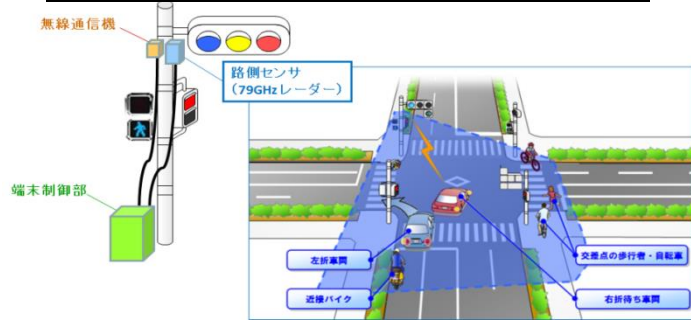 無線通信機
路側センサ
(79GHzレーダー)
端末制御部
左折車両
近接バイク
交差点の歩行者・自転車
右折待ち車両